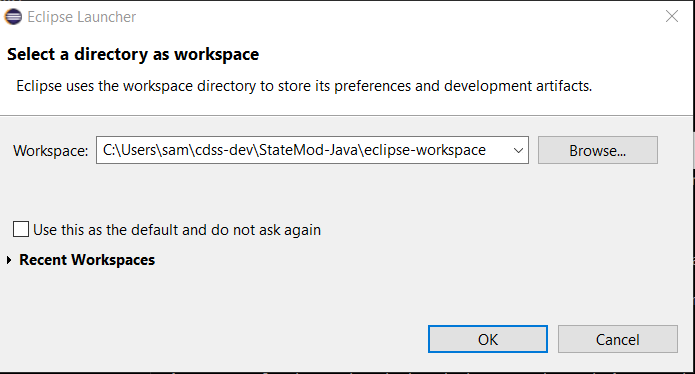 Eclipse Launcher
Select a directory as workspace
Eclipse uses the workspace directory to store its preferences and development artifacts.
Workspace: C:\Users\sam\cdss-dev\StateMod-Java\eclipse-workspace Browse...
Use this as the default and do not ask again
Recent Workspaces
OK Cancel